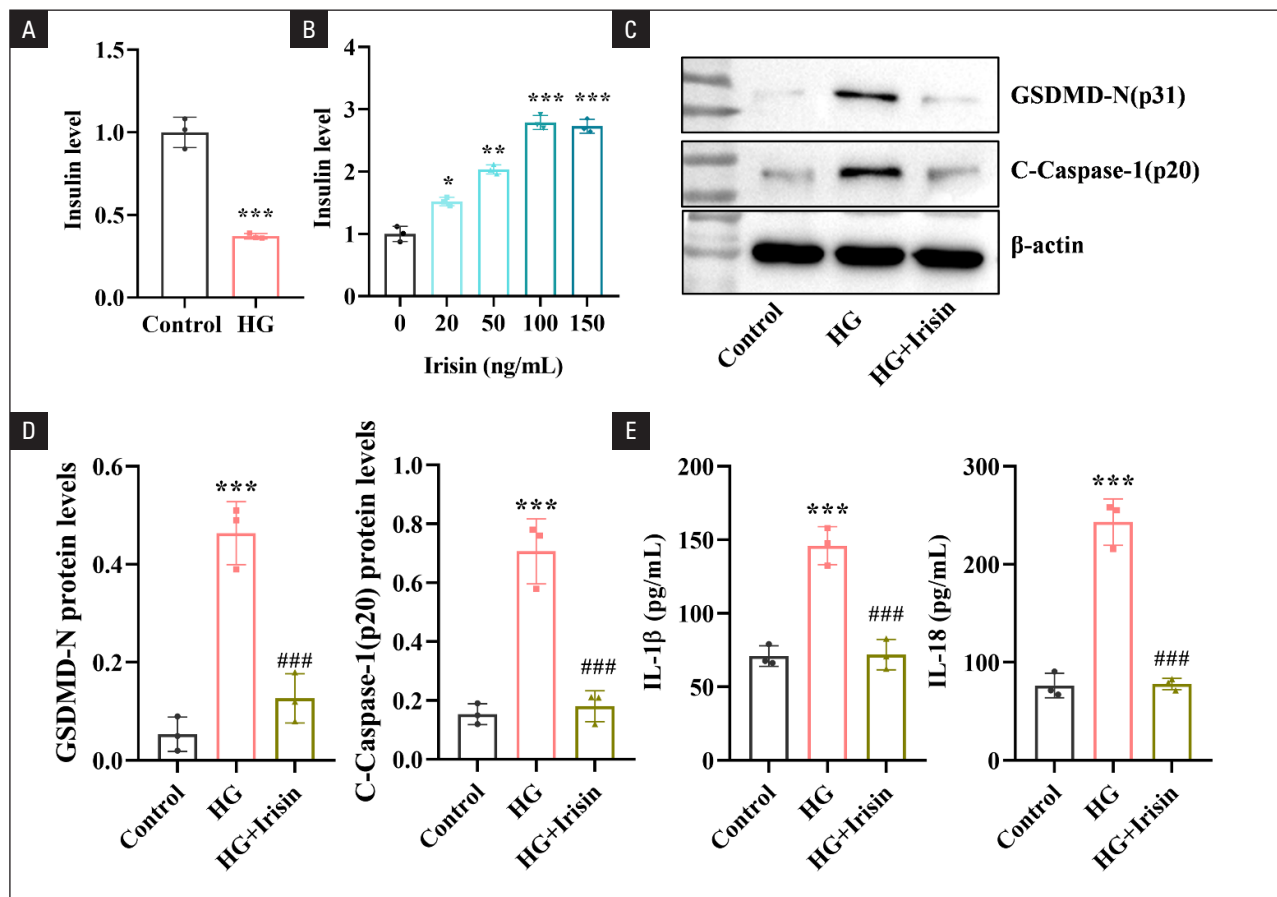 A
Insulin level
1.5
1.0
0.5
0.0
***
Control HG
B
Insulin level
4
3
2
1
0
*
**
***
***
0 20 50 100 150
Irisin (ng/mL)
C
GSDMD-N(p31)
C-Caspase-1(p20)
β-actin
Control
HG
HG+Irisin
D
GSDMD-N protein levels
0.6
0.4
0.2
0.0
***
###
Control
HG
HG+Irisin
C-Caspase-1(p20) protein levels
1.0
0.8
0.6
0.4
0.2
0.0
***
###
Control
HG
HG+Irisin
E
IL-1β (pg/mL)
200
150
100
50
0
***
###
Control
HG
HG+Irisin
IL-18 (pg/mL)
300
200
100
0
***
###
Control
HG
HG+Irisin